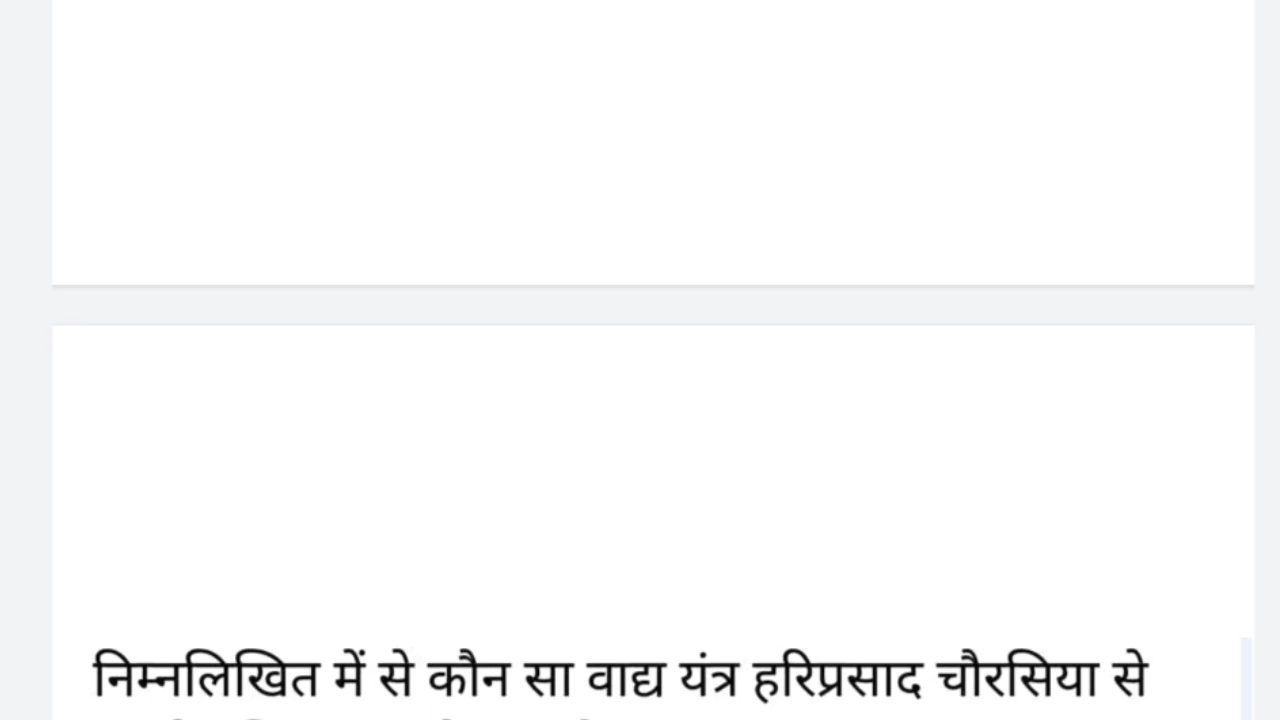 निम्नलिखित में से कौन सा वाद्य यंत्र हरिप्रसाद चौरसिया से